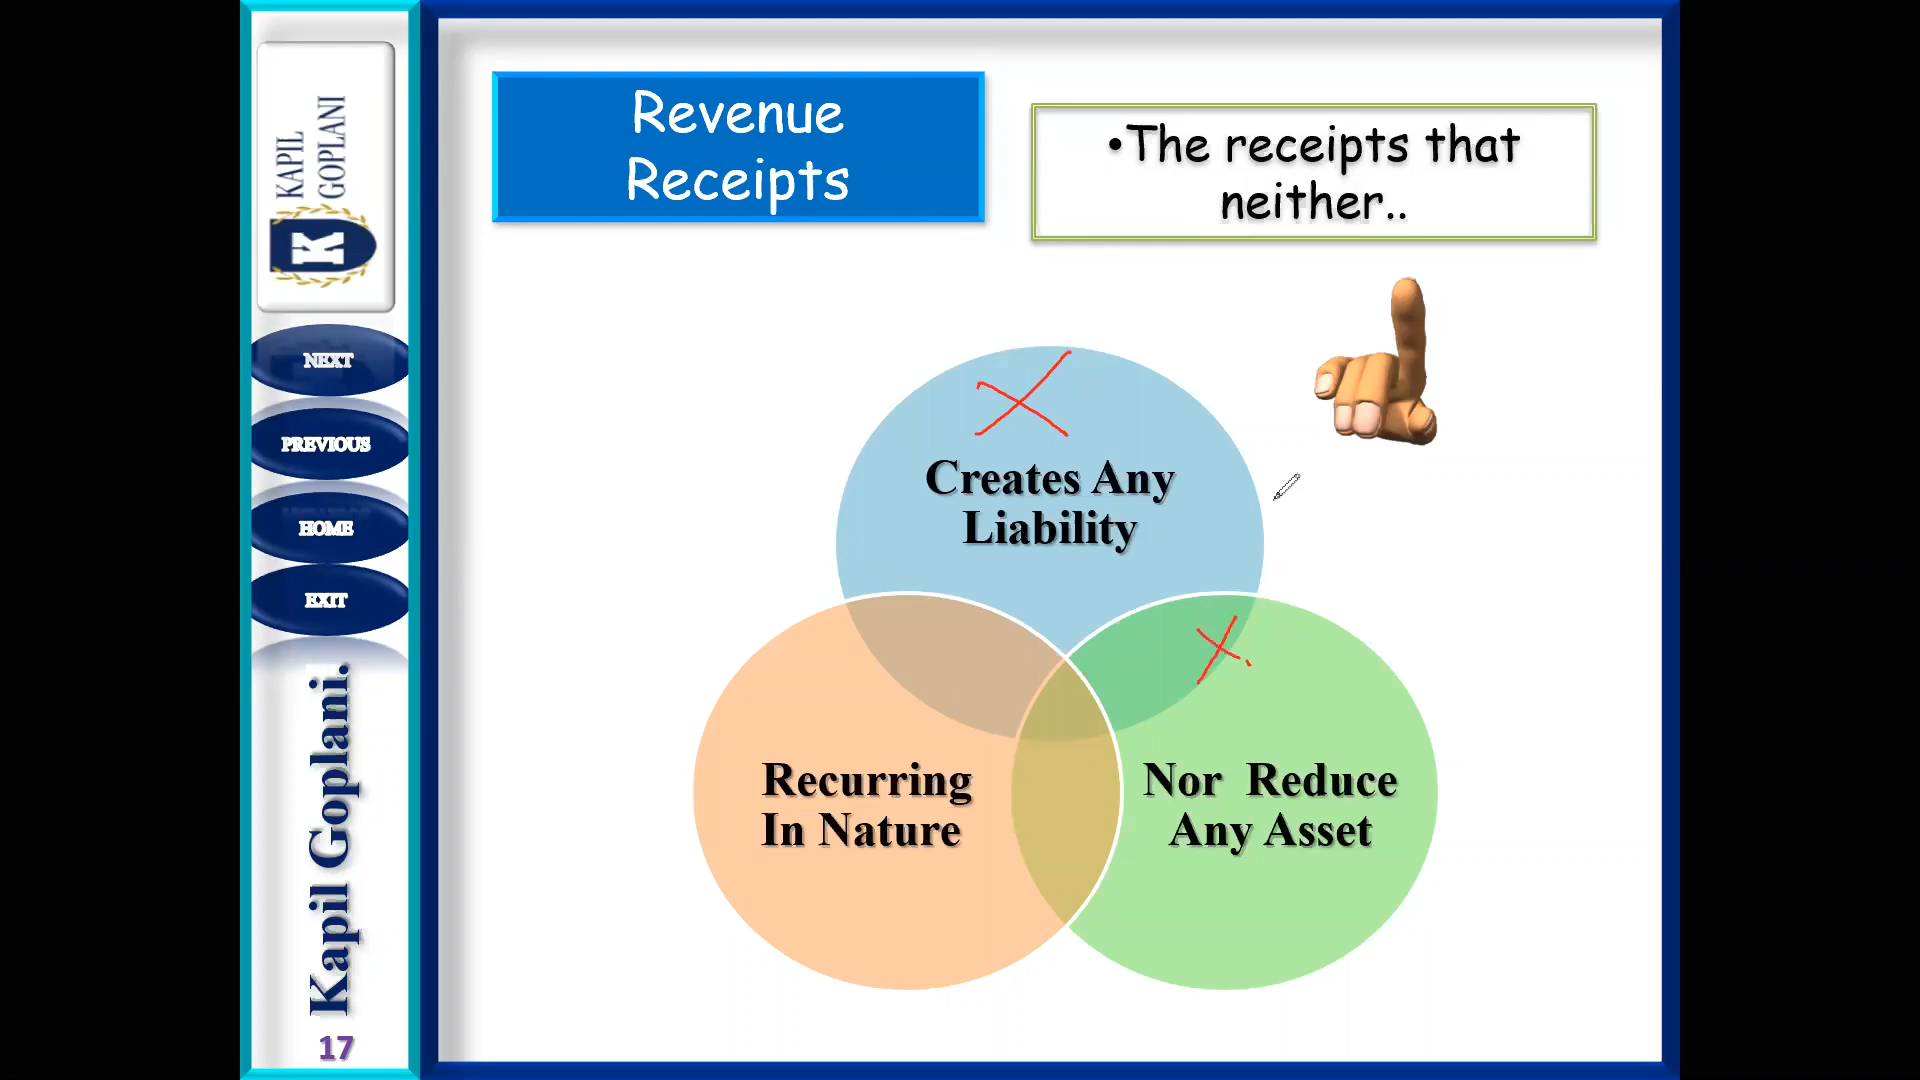 KAPIL
GOPLANI
K
NEXT
PREVIOUS
HOME
EXIT
Kapil Goplani.
17
Revenue
Receipts
•The receipts that
neither..
Creates Any
Liability
Recurring
In Nature
Nor Reduce
Any Asset